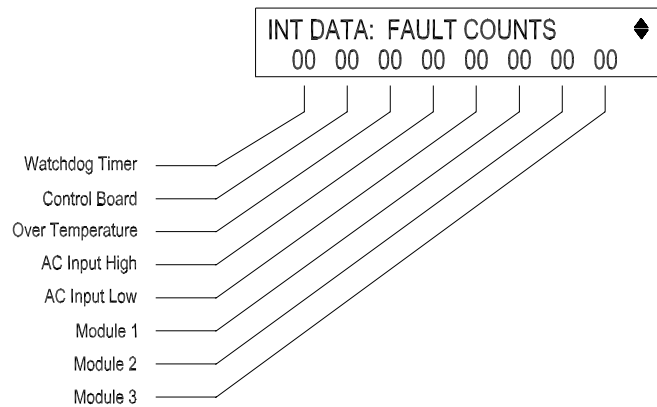 INT DATA: FAULT COUNTS
00 00 00 00 00 00 00 00
Watchdog Timer
Control Board
Over Temperature
AC Input High
AC Input Low
Module 1
Module 2
Module 3